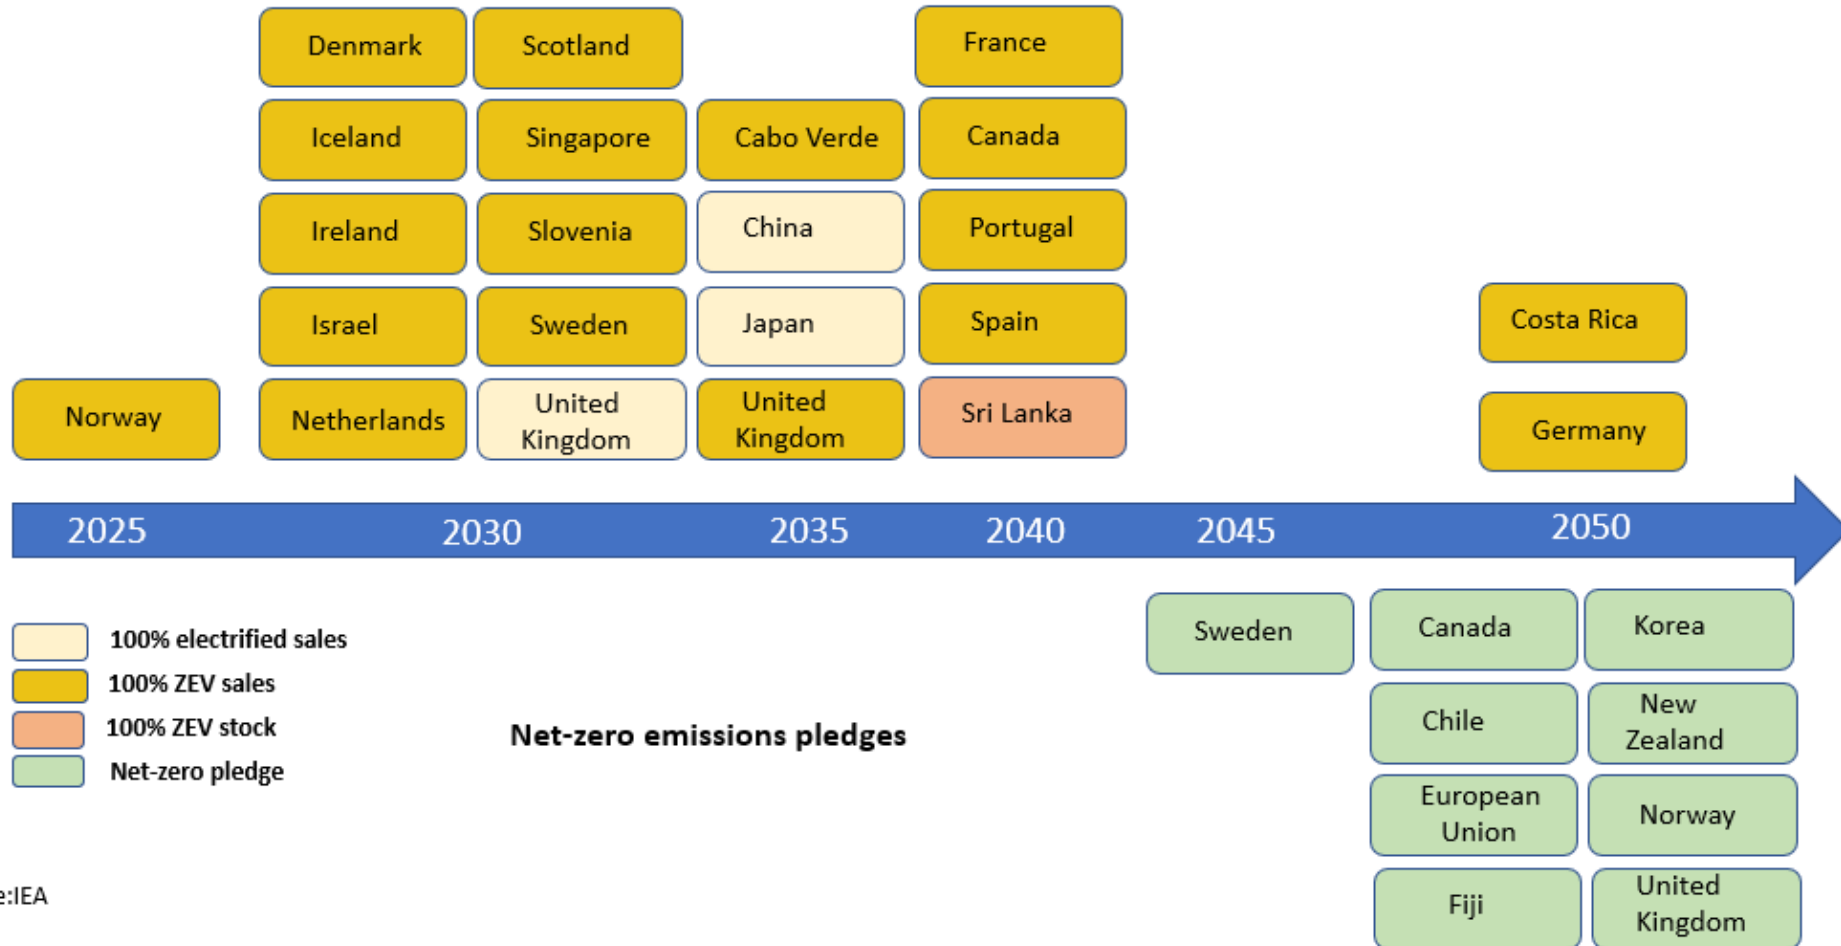 Denmark
Scotland
France
Iceland
Singapore
Cabo Verde
Canada
Ireland
Slovenia
China
Portugal
Israel
Sweden
Japan
Spain
Costa Rica
Norway
Netherlands
United
Kingdom
United
Kingdom
Sri Lanka
Germany
2025
2030
2035
2040
2045
2050
100% electrified sales
100% ZEV sales
100% ZEV stock
Net-zero pledge
Net-zero emissions pledges
Sweden
Canada
Korea
Chile
New
Zealand
European
Union
Norway
Fiji
United
Kingdom
e:IEA